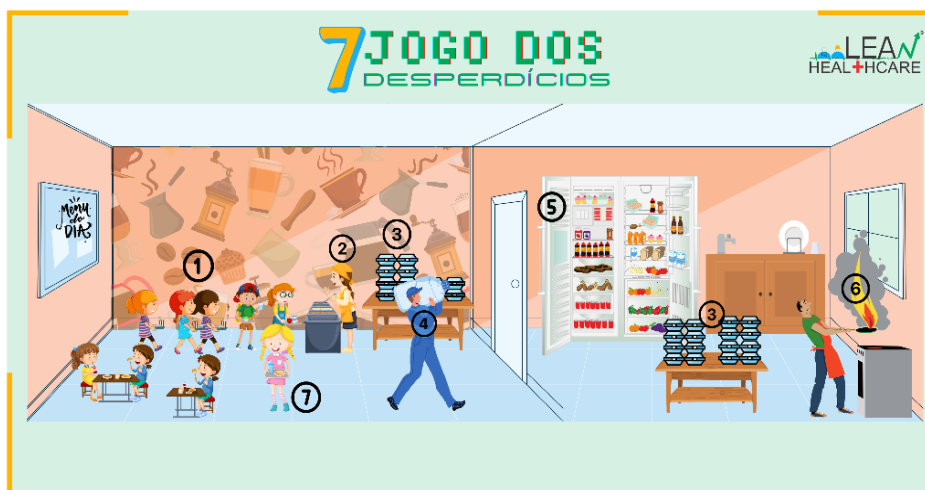 7 JOGO DOS
DESPERDÍCIOS
LEAN
HEALTHCARE
Menu
do
DIA
1
2
3
4
5
3
6
7